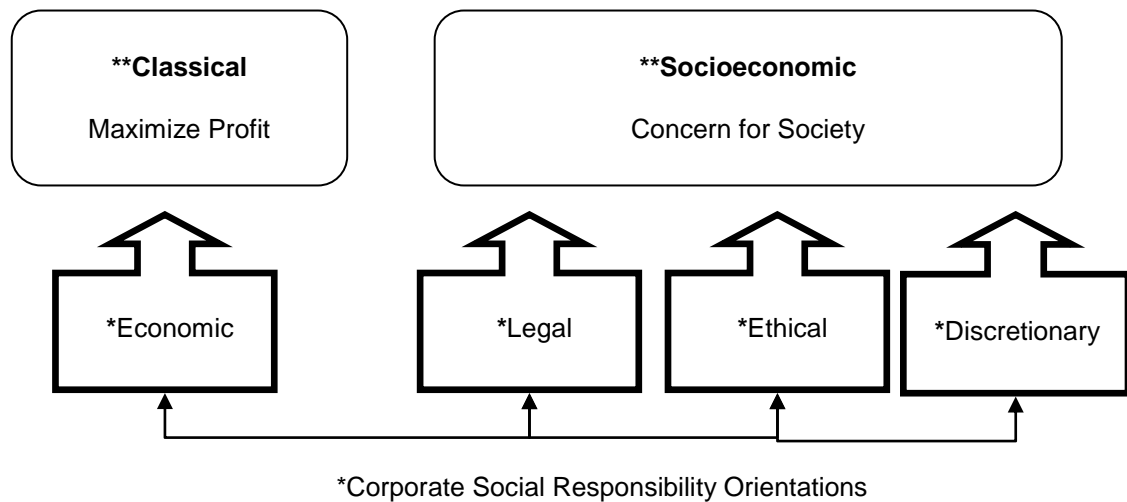 **Classical
Maximize Profit
**Socioeconomic
Concern for Society
*Economic
*Legal
*Ethical
*Discretionary
*Corporate Social Responsibility Orientations